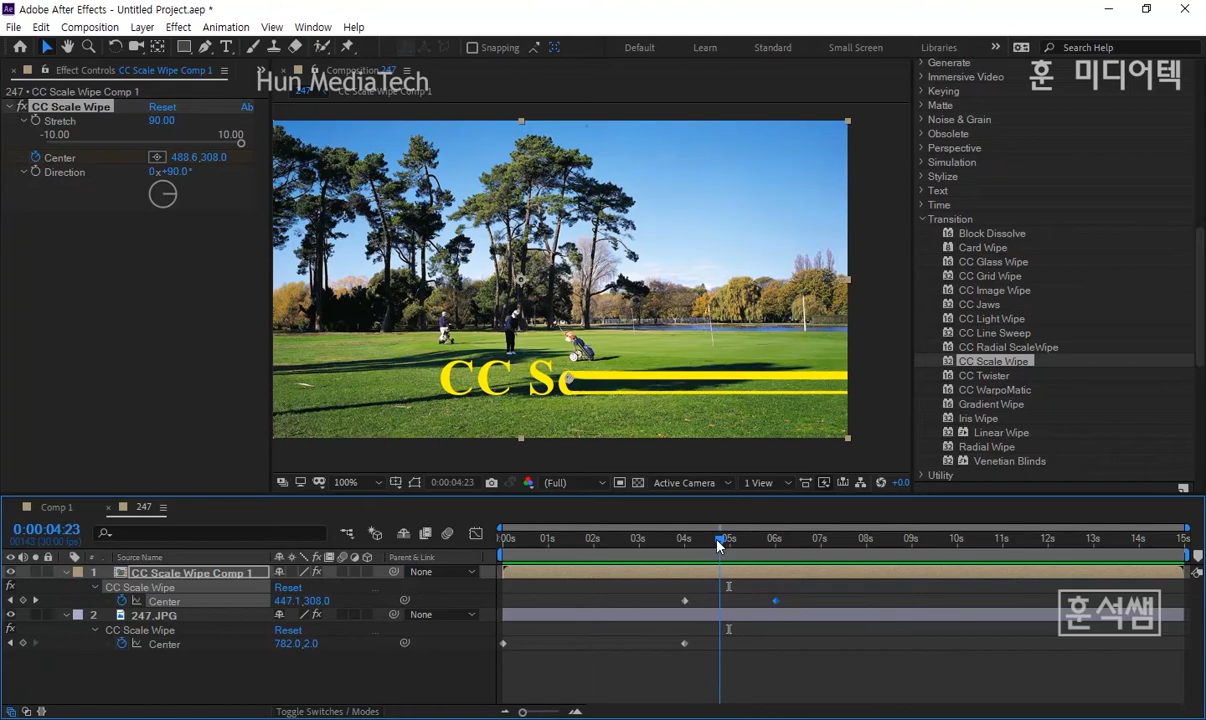 Adobe After Effects - Untitled Project.aep *
File Edit Composition Layer Effect Animation View Window Help
Snapping Default Learn Standard Small Screen Libraries Search Help
Effect Controls CC Scale Wipe Comp 1
Composition 247
Hun MediaTech
훈 미디어텍
247 • CC Scale Wipe Comp 1
247 CC Scale Wipe Comp 1
CC Scale Wipe Reset Ab
Stretch 90.00
-10.00 10.00
Center 488.6,308.0
Direction 0x+90.0°
CC Sc
100% 0:00:04:23 (Full) Active Camera 1 View +0.0
Generate
Immersive Video
Keying
Matte
Noise & Grain
Obsolete
Perspective
Simulation
Stylize
Text
Time
Transition
Block Dissolve
Card Wipe
CC Glass Wipe
CC Grid Wipe
CC Image Wipe
CC Jaws
CC Light Wipe
CC Line Sweep
CC Radial ScaleWipe
CC Scale Wipe
CC Twister
CC WarpoMatic
Gradient Wipe
Iris Wipe
Linear Wipe
Radial Wipe
Venetian Blinds
Utility
Comp 1 247
0:00:04:23
00143 (30.00 fps)
:00s 01s 02s 03s 04s 05s 06s 07s 08s 09s 10s 11s 12s 13s 14s 15s
# Source Name Parent & Link
1 CC Scale Wipe Comp 1 None
CC Scale Wipe Reset ...
Center 447.1,308.0
2 247.JPG None
CC Scale Wipe Reset ...
Center 782.0,2.0
훈석쌤
Toggle Switches / Modes